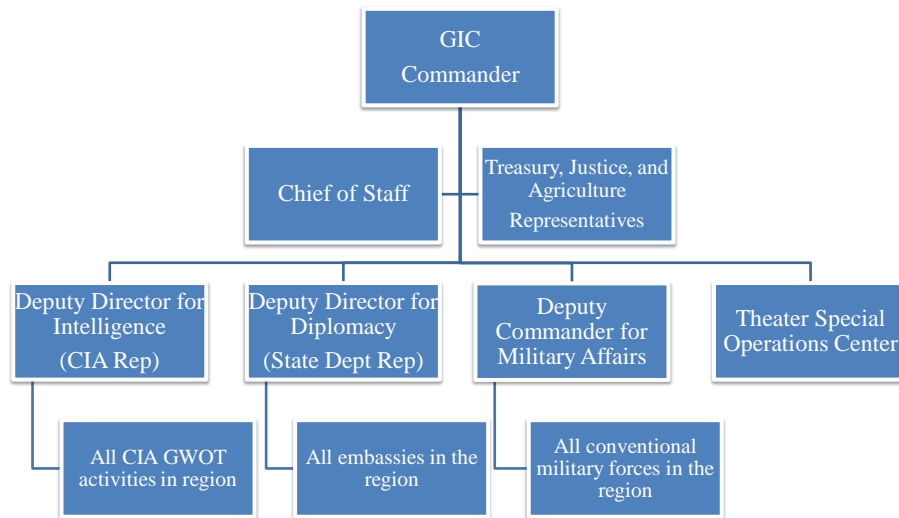 GIC
Commander
Chief of Staff
Treasury, Justice, and
Agriculture
Representatives
Deputy Director for
Intelligence
(CIA Rep)
Deputy Director for
Diplomacy
(State Dept Rep)
Deputy
Commander for
Military Affairs
Theater Special
Operations Center
All CIA GWOT
activities in region
All embassies in the
region
All conventional
military forces in the
region